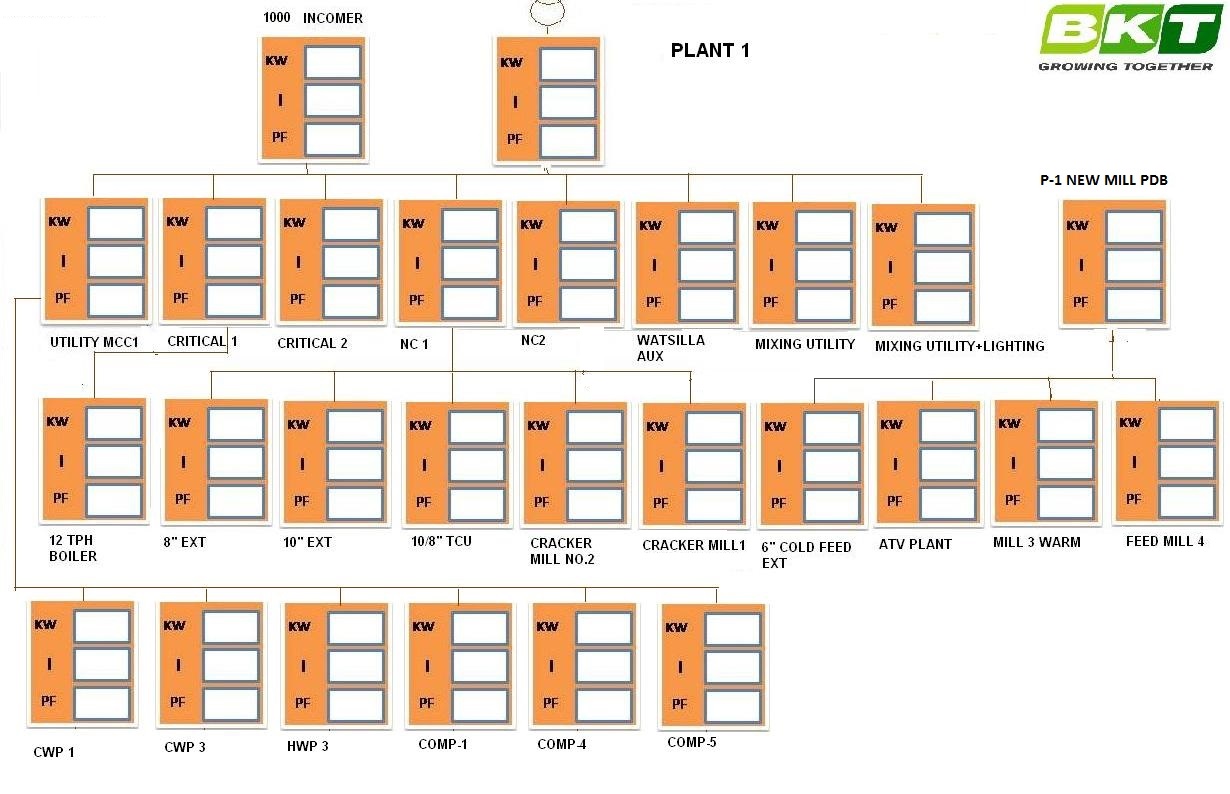 1000 INCOMER
PLANT 1
BKT
GROWING TOGETHER
KW
KW
I
I
PF
PF
P-1 NEW MILL PDB
KW
KW
KW
KW
KW
KW
KW
KW
KW
I
I
I
I
I
I
I
I
I
PF
PF
PF
PF
PF
PF
PF
PF
PF
UTILITY MCC1
CRITICAL 1
CRITICAL 2
NC 1
NC2
WATSILLA
AUX
MIXING UTILITY
MIXING UTILITY+LIGHTING
KW
KW
KW
KW
KW
KW
KW
KW
KW
KW
I
I
I
I
I
I
I
I
I
I
PF
PF
PF
PF
PF
PF
PF
PF
PF
PF
12 TPH
BOILER
8" EXT
10" EXT
10/8" TCU
CRACKER
MILL NO.2
CRACKER MILL1
6" COLD FEED
EXT
ATV PLANT
MILL 3 WARM
FEED MILL 4
KW
KW
KW
KW
KW
KW
I
I
I
I
I
I
PF
PF
PF
PF
PF
PF
CWP 1
CWP 3
HWP 3
COMP-1
COMP-4
COMP-5